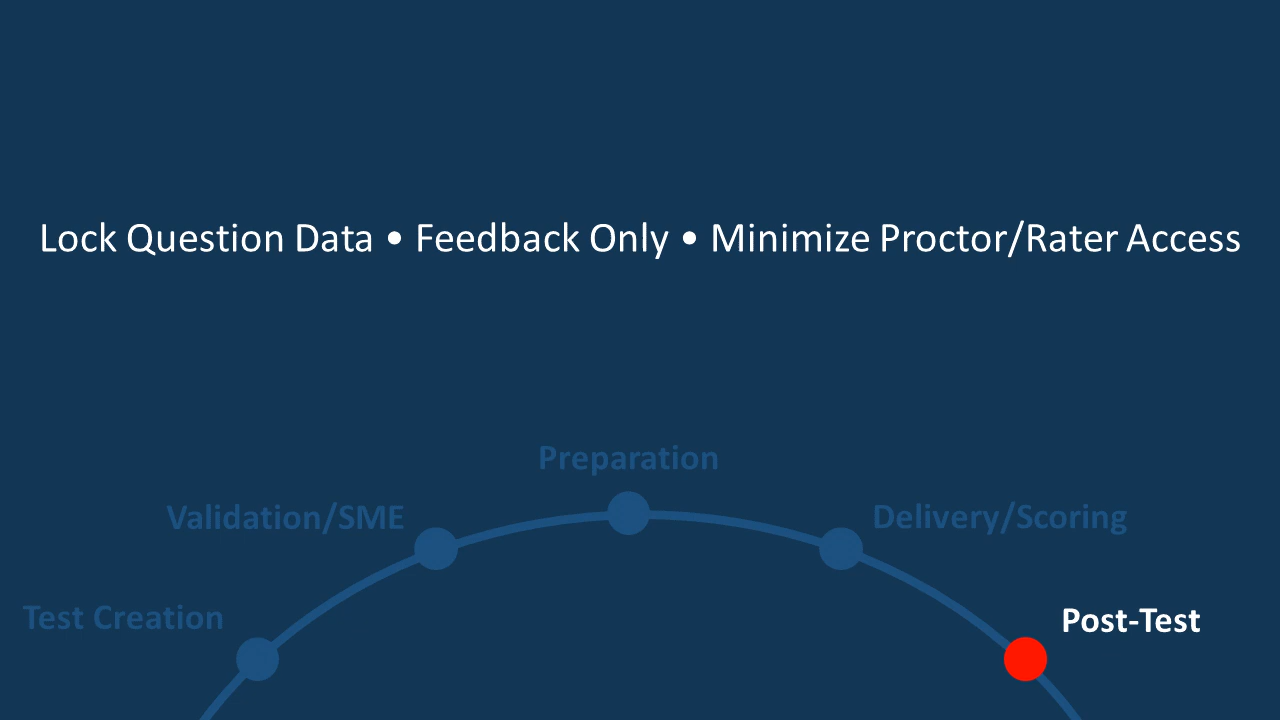 Lock Question Data • Feedback Only • Minimize Proctor/Rater Access
Preparation
Validation/SME
Delivery/Scoring
Test Creation
Post-Test